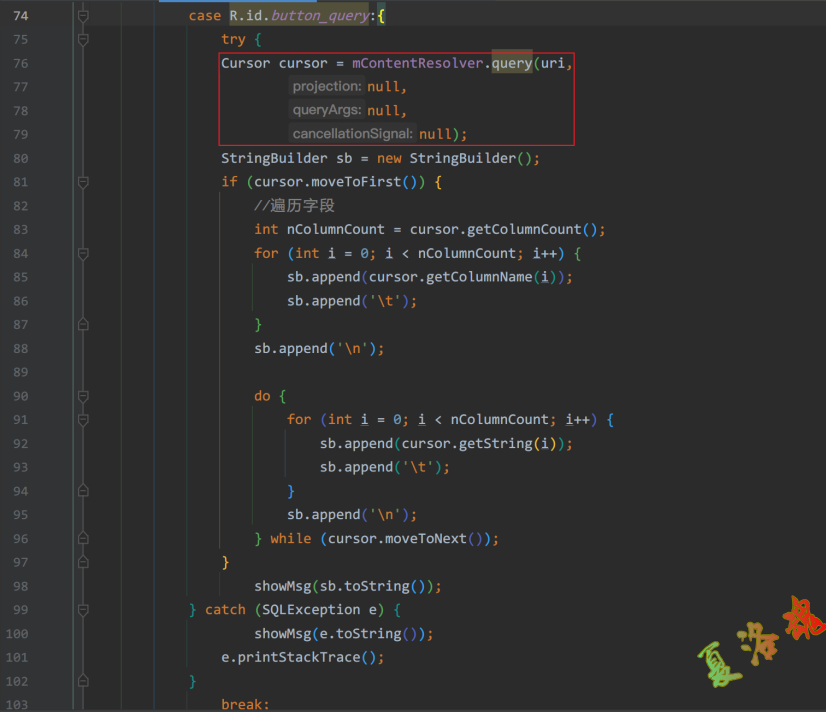 74 case R.id.button_query:{
75 try {
76 Cursor cursor = mContentResolver.query(uri,
77 projection: null,
78 queryArgs: null,
79 cancellationSignal: null);
80 StringBuilder sb = new StringBuilder();
81 if (cursor.moveToFirst()) {
82 //遍历字段
83 int nColumnCount = cursor.getColumnCount();
84 for (int i = 0; i < nColumnCount; i++) {
85 sb.append(cursor.getColumnName(i));
86 sb.append('\t');
87 }
88 sb.append('\n');
89
90 do {
91 for (int i = 0; i < nColumnCount; i++) {
92 sb.append(cursor.getString(i));
93 sb.append('\t');
94 }
95 sb.append('\n');
96 } while (cursor.moveToNext());
97 }
98 showMsg(sb.toString());
99 } catch (SQLException e) {
100 showMsg(e.toString());
101 e.printStackTrace();
102 }
103 break;